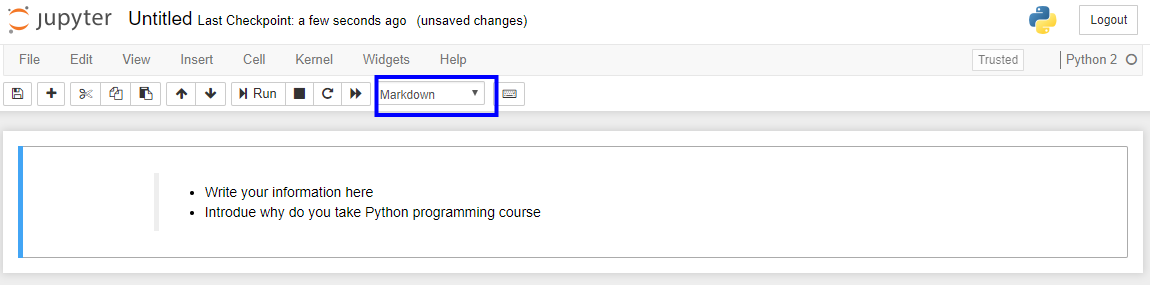 jupyter Untitled Last Checkpoint: a few seconds ago (unsaved changes) Logout
File Edit View Insert Cell Kernel Widgets Help Trusted Python 2
Run Markdown
Write your information here
Introdue why do you take Python programming course